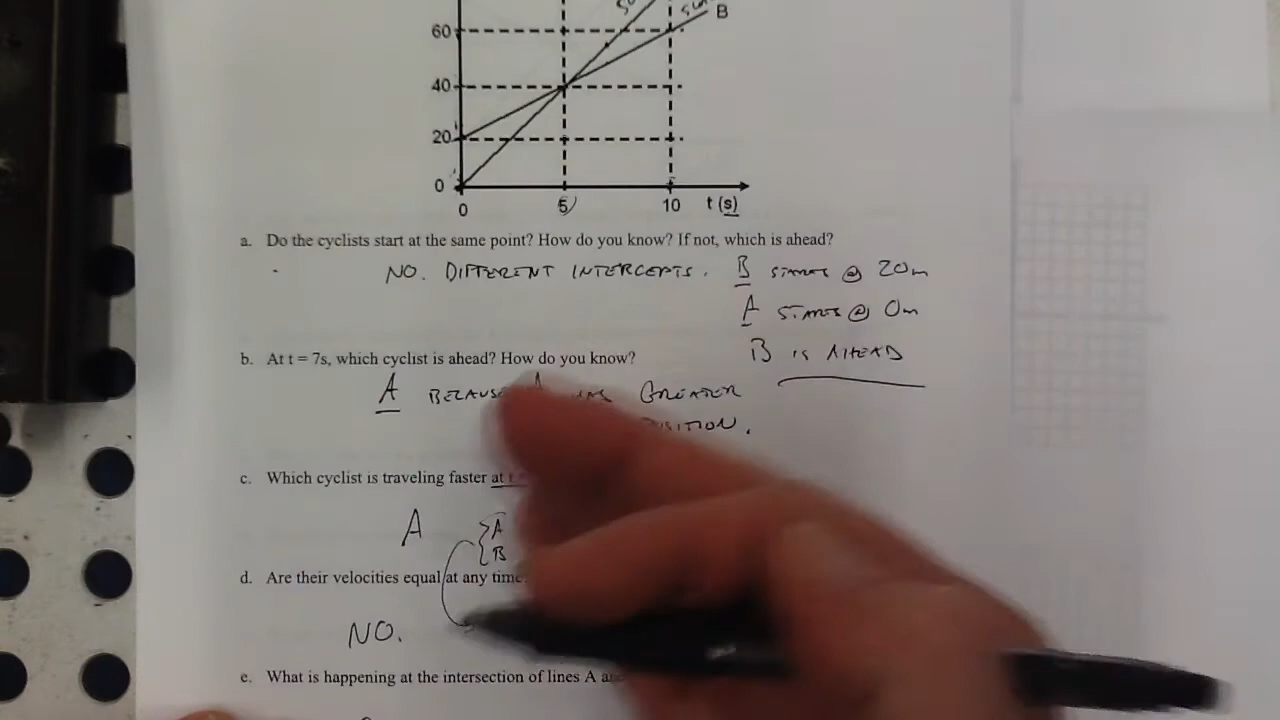 B
60
40
20
0
0 5 10 t (s)
a. Do the cyclists start at the same point? How do you know? If not, which is ahead?
NO. DIFFERENT INTERCEPTS. B STARTS @ 20m
A STARTS @ 0m
B IS AHEAD
b. At t = 7s, which cyclist is ahead? How do you know?
A BECAUSE GREATER
POSITION.
c. Which cyclist is traveling faster at t
A A
B
d. Are their velocities equal at any time
NO.
e. What is happening at the intersection of lines A